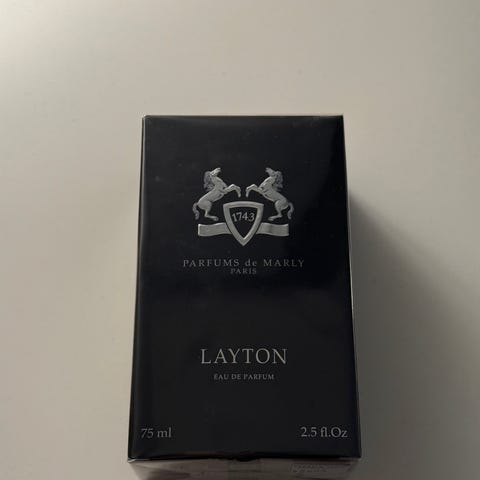 1743
PARFUMS de MARLY
PARIS
LAYTON
EAU DE PARFUM
75 ml 2.5 fl.Oz